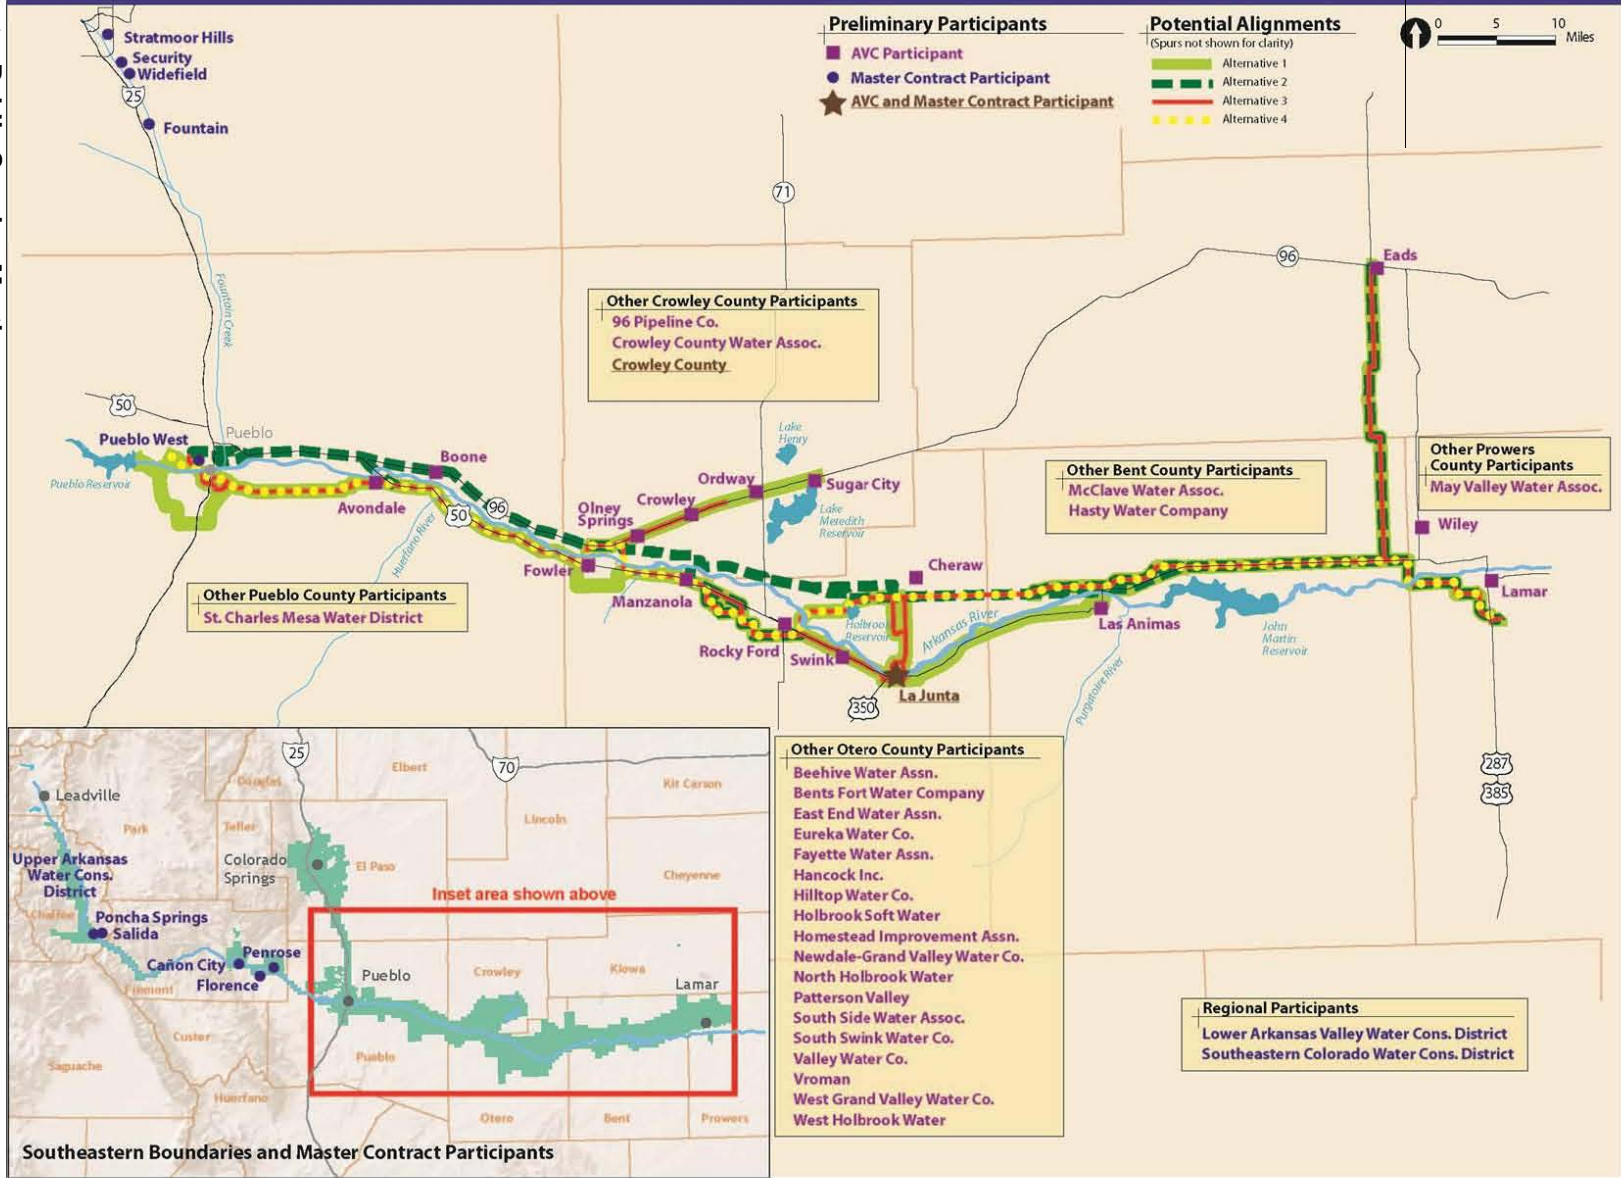 Preliminary Participants
AVC Participant
Master Contract Participant
AVC and Master Contract Participant
Potential Alignments
(Spurs not shown for clarity)
Alternative 1
Alternative 2
Alternative 3
Alternative 4
0 5 10
Miles
Stratmoor Hills
Security
Widefield
25
Fountain
71
96
Eads
Fountain Creek
Other Crowley County Participants
96 Pipeline Co.
Crowley County Water Assoc.
Crowley County
50
Pueblo West
Pueblo
Pueblo Reservoir
Boone
Avondale
96
50
Huerfano River
Lake
Henry
Ordway
Sugar City
Crowley
Olney
Springs
Lake
Meredith
Reservoir
Fowler
Manzanola
Rocky Ford
Swink
Holbrook
Reservoir
Cheraw
Arkansas River
La Junta
350
Las Animas
Purgatoire River
John
Martin
Reservoir
Other Bent County Participants
McClave Water Assoc.
Hasty Water Company
Other Prowers
County Participants
May Valley Water Assoc.
Wiley
Lamar
287
385
Other Pueblo County Participants
St. Charles Mesa Water District
Other Otero County Participants
Beehive Water Assn.
Bents Fort Water Company
East End Water Assn.
Eureka Water Co.
Fayette Water Assn.
Hancock Inc.
Hilltop Water Co.
Holbrook Soft Water
Homestead Improvement Assn.
Newdale-Grand Valley Water Co.
North Holbrook Water
Patterson Valley
South Side Water Assoc.
South Swink Water Co.
Valley Water Co.
Vroman
West Grand Valley Water Co.
West Holbrook Water
Regional Participants
Lower Arkansas Valley Water Cons. District
Southeastern Colorado Water Cons. District
25
70
Leadville
Park
Douglas
Elbert
Kit Carson
Teller
Lincoln
Upper Arkansas
Water Cons.
District
Colorado
Springs
El Paso
Cheyenne
Inset area shown above
Chaffee
Poncha Springs
Salida
Penrose
Cañon City
Florence
Fremont
Pueblo
Crowley
Kiowa
Lamar
Custer
Pueblo
Saguache
Huerfano
Otero
Bent
Prowers
Southeastern Boundaries and Master Contract Participants